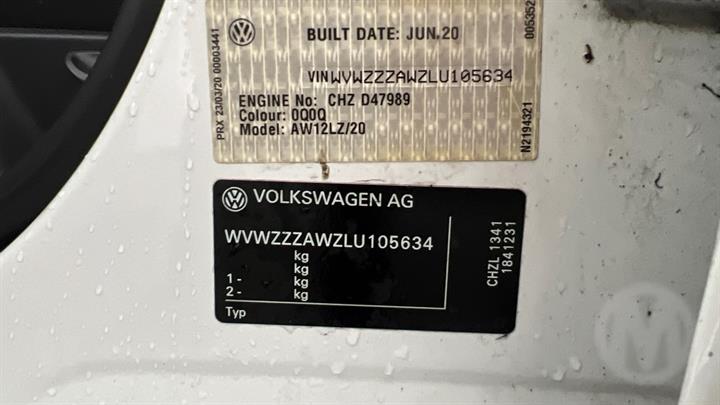 BUILT DATE: JUN.20
VIN WVWZZZAWZLU105634
ENGINE No: CHZ D47989
Colour: 0Q0Q
Model: AW12LZ/20
PRX 23/03/20 00003441
005352
N2194321
VOLKSWAGEN AG
WVWZZZAWZLU105634
kg
kg
1 - kg
2 - kg
Typ
CHZL 1341
1841231
M